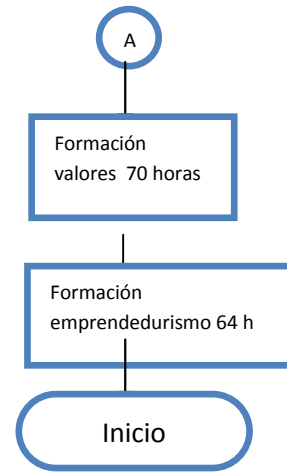 A
Formación
valores 70 horas
Formación
emprendedurismo 64 h
Inicio